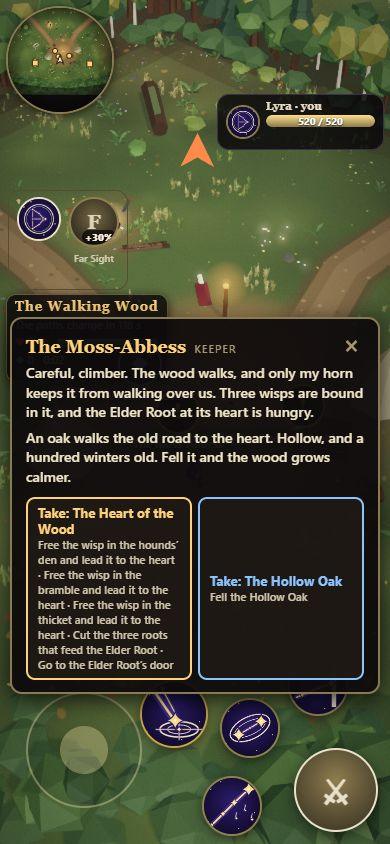 Lyra · you
520 / 520
F
+30%
Far Sight
The Walking Wood
The paths change in 118 s
The Moss-Abbess KEEPER
Careful, climber. The wood walks, and only my horn
keeps it from walking over us. Three wisps are bound
in it, and the Elder Root at its heart is hungry.
An oak walks the old road to the heart. Hollow, and a
hundred winters old. Fell it and the wood grows
calmer.
Take: The Heart of the
Wood
Free the wisp in the hounds'
den and lead it to the heart
· Free the wisp in the
bramble and lead it to the
heart · Free the wisp in the
thicket and lead it to the
heart · Cut the three roots
that feed the Elder Root ·
Go to the Elder Root's door
Take: The Hollow Oak
Fell the Hollow Oak